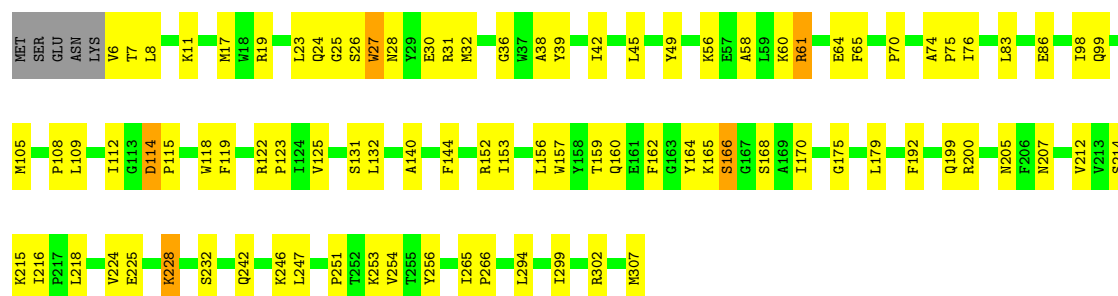 MET SER GLU ASN LYS V6 T7 L8 K11 M17 W18 R19 L23 Q24 G25 S26 W27 N28 Y29 E30 R31 M32 G36 W37 A38 Y39 I42 L45 Y49 K56 E57 A58 L59 K60 R61 E64 F65 P70 A74 P75 I76 L83 E86 I98 Q99
M105 P108 L109 I112 G113 D114 P115 W118 F119 R122 P123 I124 V125 S131 L132 A140 F144 R152 I153 L156 W157 Y158 T159 Q160 E161 F162 G163 Y164 K165 S166 G167 S168 A169 I170 G175 L179 F192 Q199 R200 N205 F206 N207 V212 V213 S214
K215 I216 P217 L218 V224 E225 K228 S232 Q242 K246 L247 P251 T252 K253 V254 T255 Y256 I265 P266 L294 I299 R302 M307